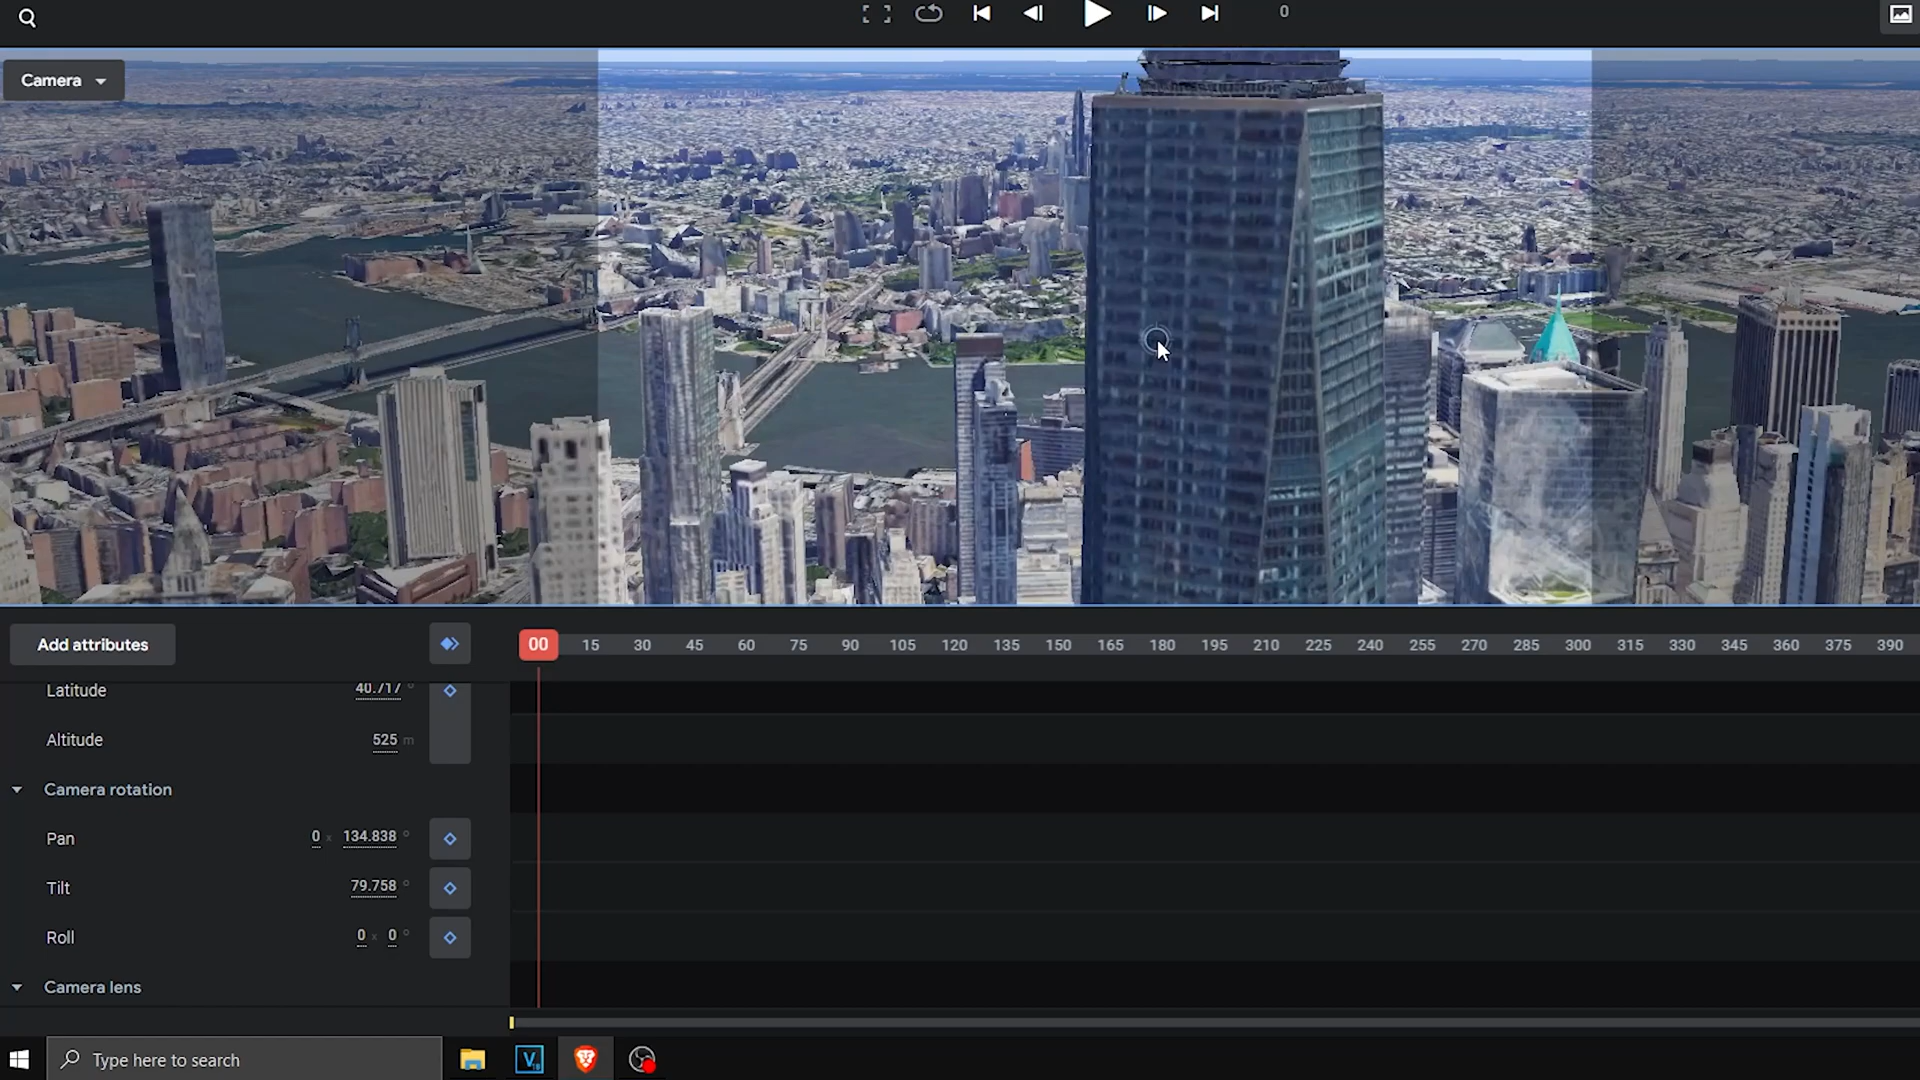 0
Camera
Add attributes
00 15 30 45 60 75 90 105 120 135 150 165 180 195 210 225 240 255 270 285 300 315 330 345 360 375 390
Latitude 40.717 °
Altitude 525 m
Camera rotation
Pan 0 x 134.838 °
Tilt 79.758 °
Roll 0 x 0 °
Camera lens
Type here to search
V 18